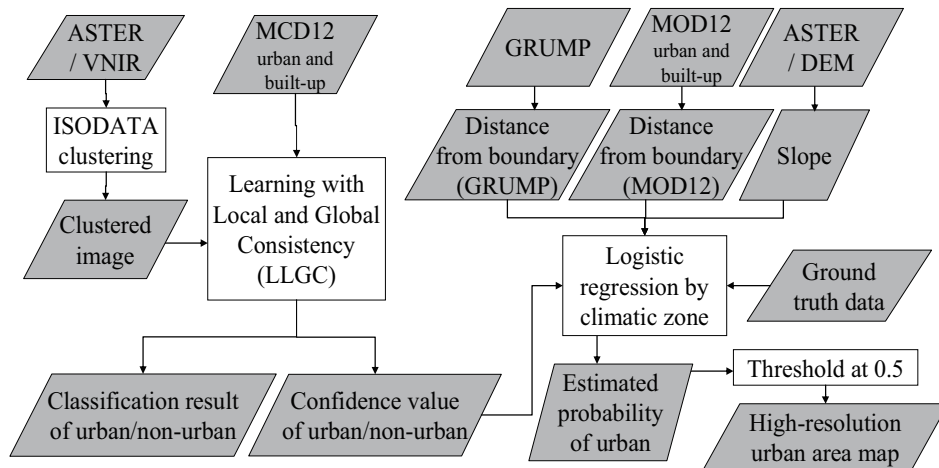 ASTER
/ VNIR
MCD12
urban and
built-up
GRUMP
MOD12
urban and
built-up
ASTER
/ DEM
ISODATA
clustering
Distance
from boundary
(GRUMP)
Distance
from boundary
(MOD12)
Slope
Learning with
Local and Global
Consistency
(LLGC)
Clustered
image
Logistic
regression by
climatic zone
Ground
truth data
Classification result
of urban/non-urban
Confidence value
of urban/non-urban
Estimated
probability
of urban
Threshold at 0.5
High-resolution
urban area map